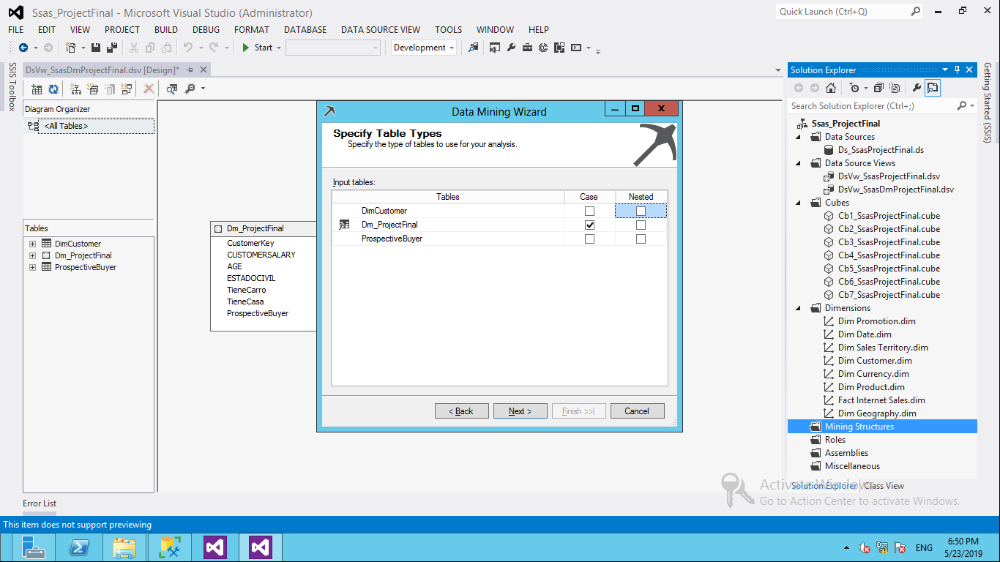 Ssas_ProjectFinal - Microsoft Visual Studio (Administrator)
Quick Launch (Ctrl+Q)
FILE EDIT VIEW PROJECT BUILD DEBUG FORMAT DATABASE DATA SOURCE VIEW TOOLS WINDOW HELP
Start Development
SSIS Toolbox
DsVw_SsasDmProjectFinal.dsv [Design]*
Diagram Organizer
<All Tables>
Tables
DimCustomer
Dm_ProjectFinal
ProspectiveBuyer
Dm_ProjectFinal
CustomerKey
CUSTOMERSALARY
AGE
ESTADOCIVIL
TieneCarro
TieneCasa
ProspectiveBuyer
Data Mining Wizard
X
Specify Table Types
Specify the type of tables to use for your analysis.
Input tables:
Tables Case Nested
DimCustomer
Dm_ProjectFinal
ProspectiveBuyer
< Back Next > Finish >>| Cancel
Solution Explorer
Search Solution Explorer (Ctrl+;)
Ssas_ProjectFinal
Data Sources
Ds_SsasProjectFinal.ds
Data Source Views
DsVw_SsasProjectFinal.dsv
DsVw_SsasDmProjectFinal.dsv
Cubes
Cb1_SsasProjectFinal.cube
Cb2_SsasProjectFinal.cube
Cb3_SsasProjectFinal.cube
Cb4_SsasProjectFinal.cube
Cb5_SsasProjectFinal.cube
Cb6_SsasProjectFinal.cube
Cb7_SsasProjectFinal.cube
Dimensions
Dim Promotion.dim
Dim Date.dim
Dim Sales Territory.dim
Dim Customer.dim
Dim Currency.dim
Dim Product.dim
Fact Internet Sales.dim
Dim Geography.dim
Mining Structures
Roles
Assemblies
Miscellaneous
Solution Explorer Class View
Getting Started (SSIS)
Activate Windows
Go to Action Center to activate Windows.
Error List
This item does not support previewing
ENG
6:50 PM
5/23/2019